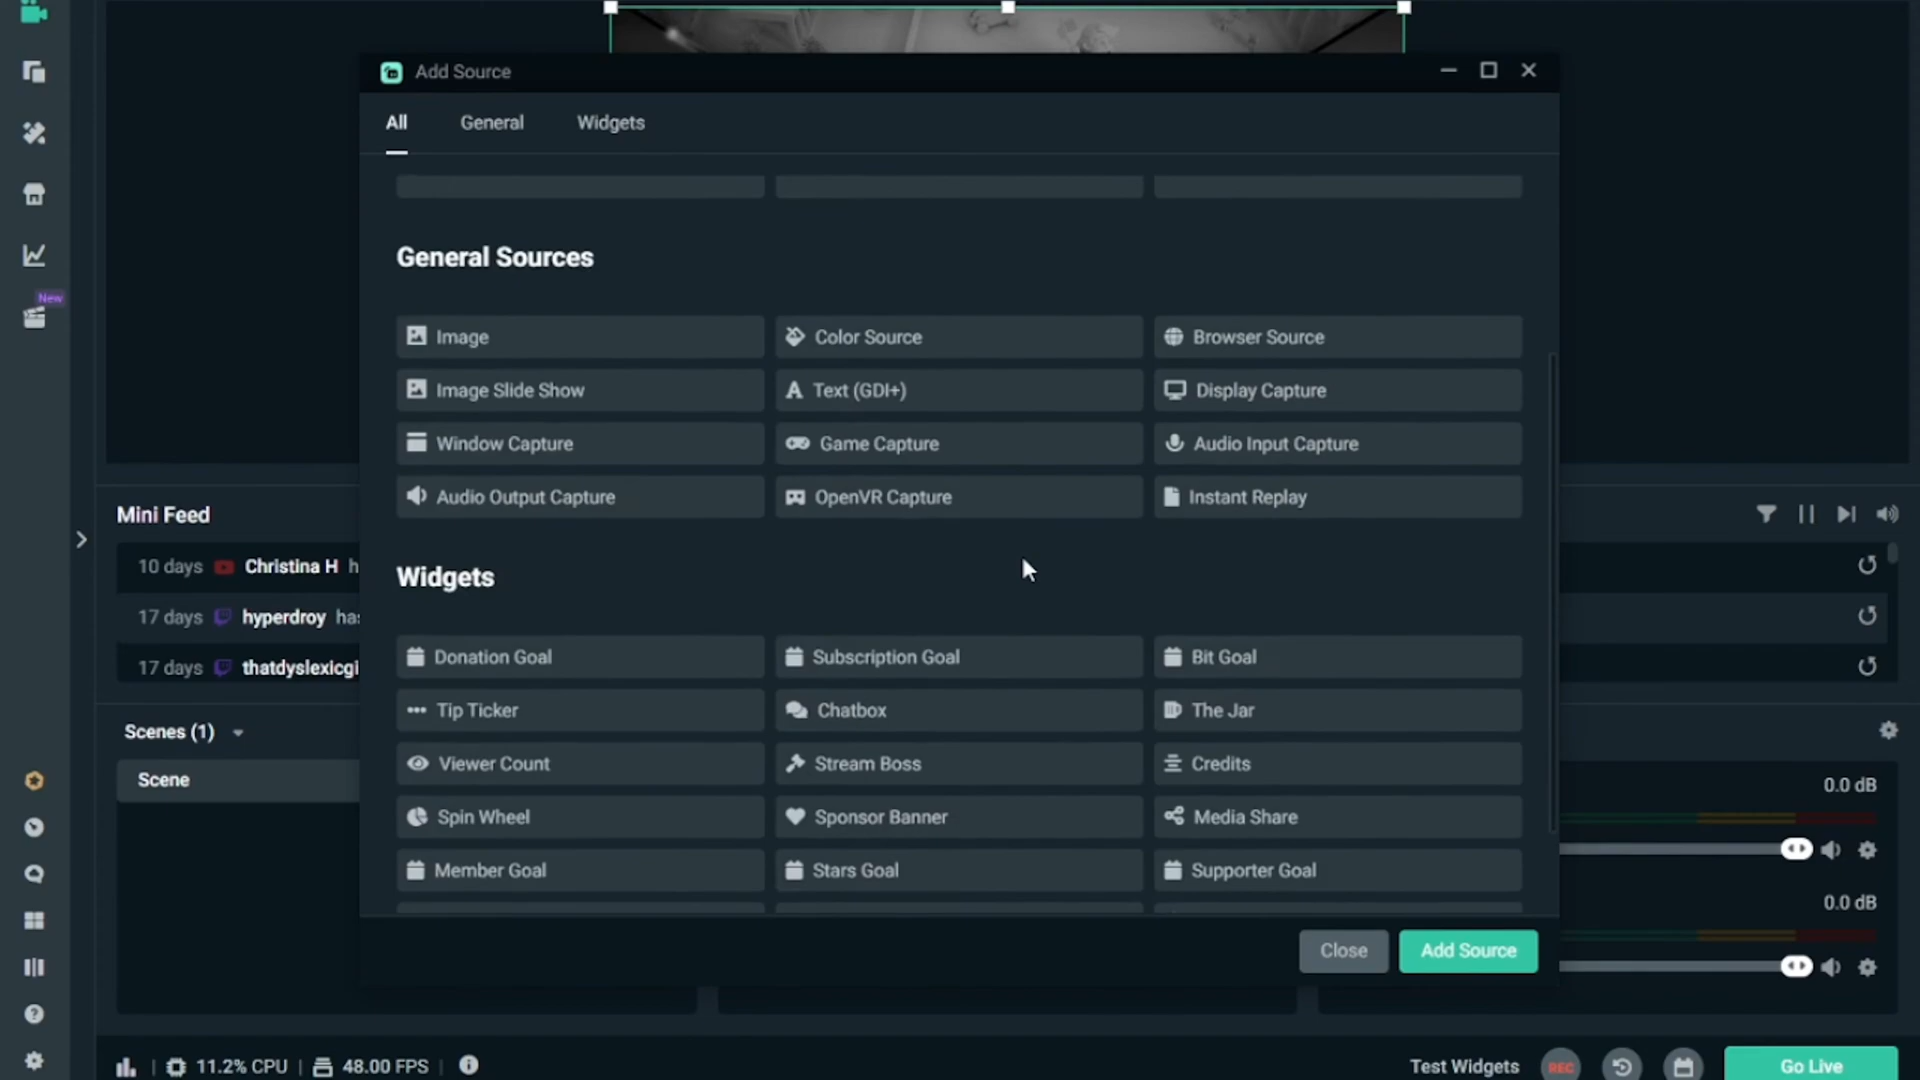 Add Source
All General Widgets
New
General Sources
Image Color Source Browser Source
Image Slide Show Text (GDI+) Display Capture
Window Capture Game Capture Audio Input Capture
Audio Output Capture OpenVR Capture Instant Replay
Mini Feed
10 days Christina H h
17 days hyperdroy has
17 days thatdyslexicgi
Widgets
Donation Goal Subscription Goal Bit Goal
Tip Ticker Chatbox The Jar
Viewer Count Stream Boss Credits
Spin Wheel Sponsor Banner Media Share
Member Goal Stars Goal Supporter Goal
Scenes (1)
Scene
0.0 dB
0.0 dB
Close Add Source
11.2% CPU 48.00 FPS Test Widgets REC Go Live